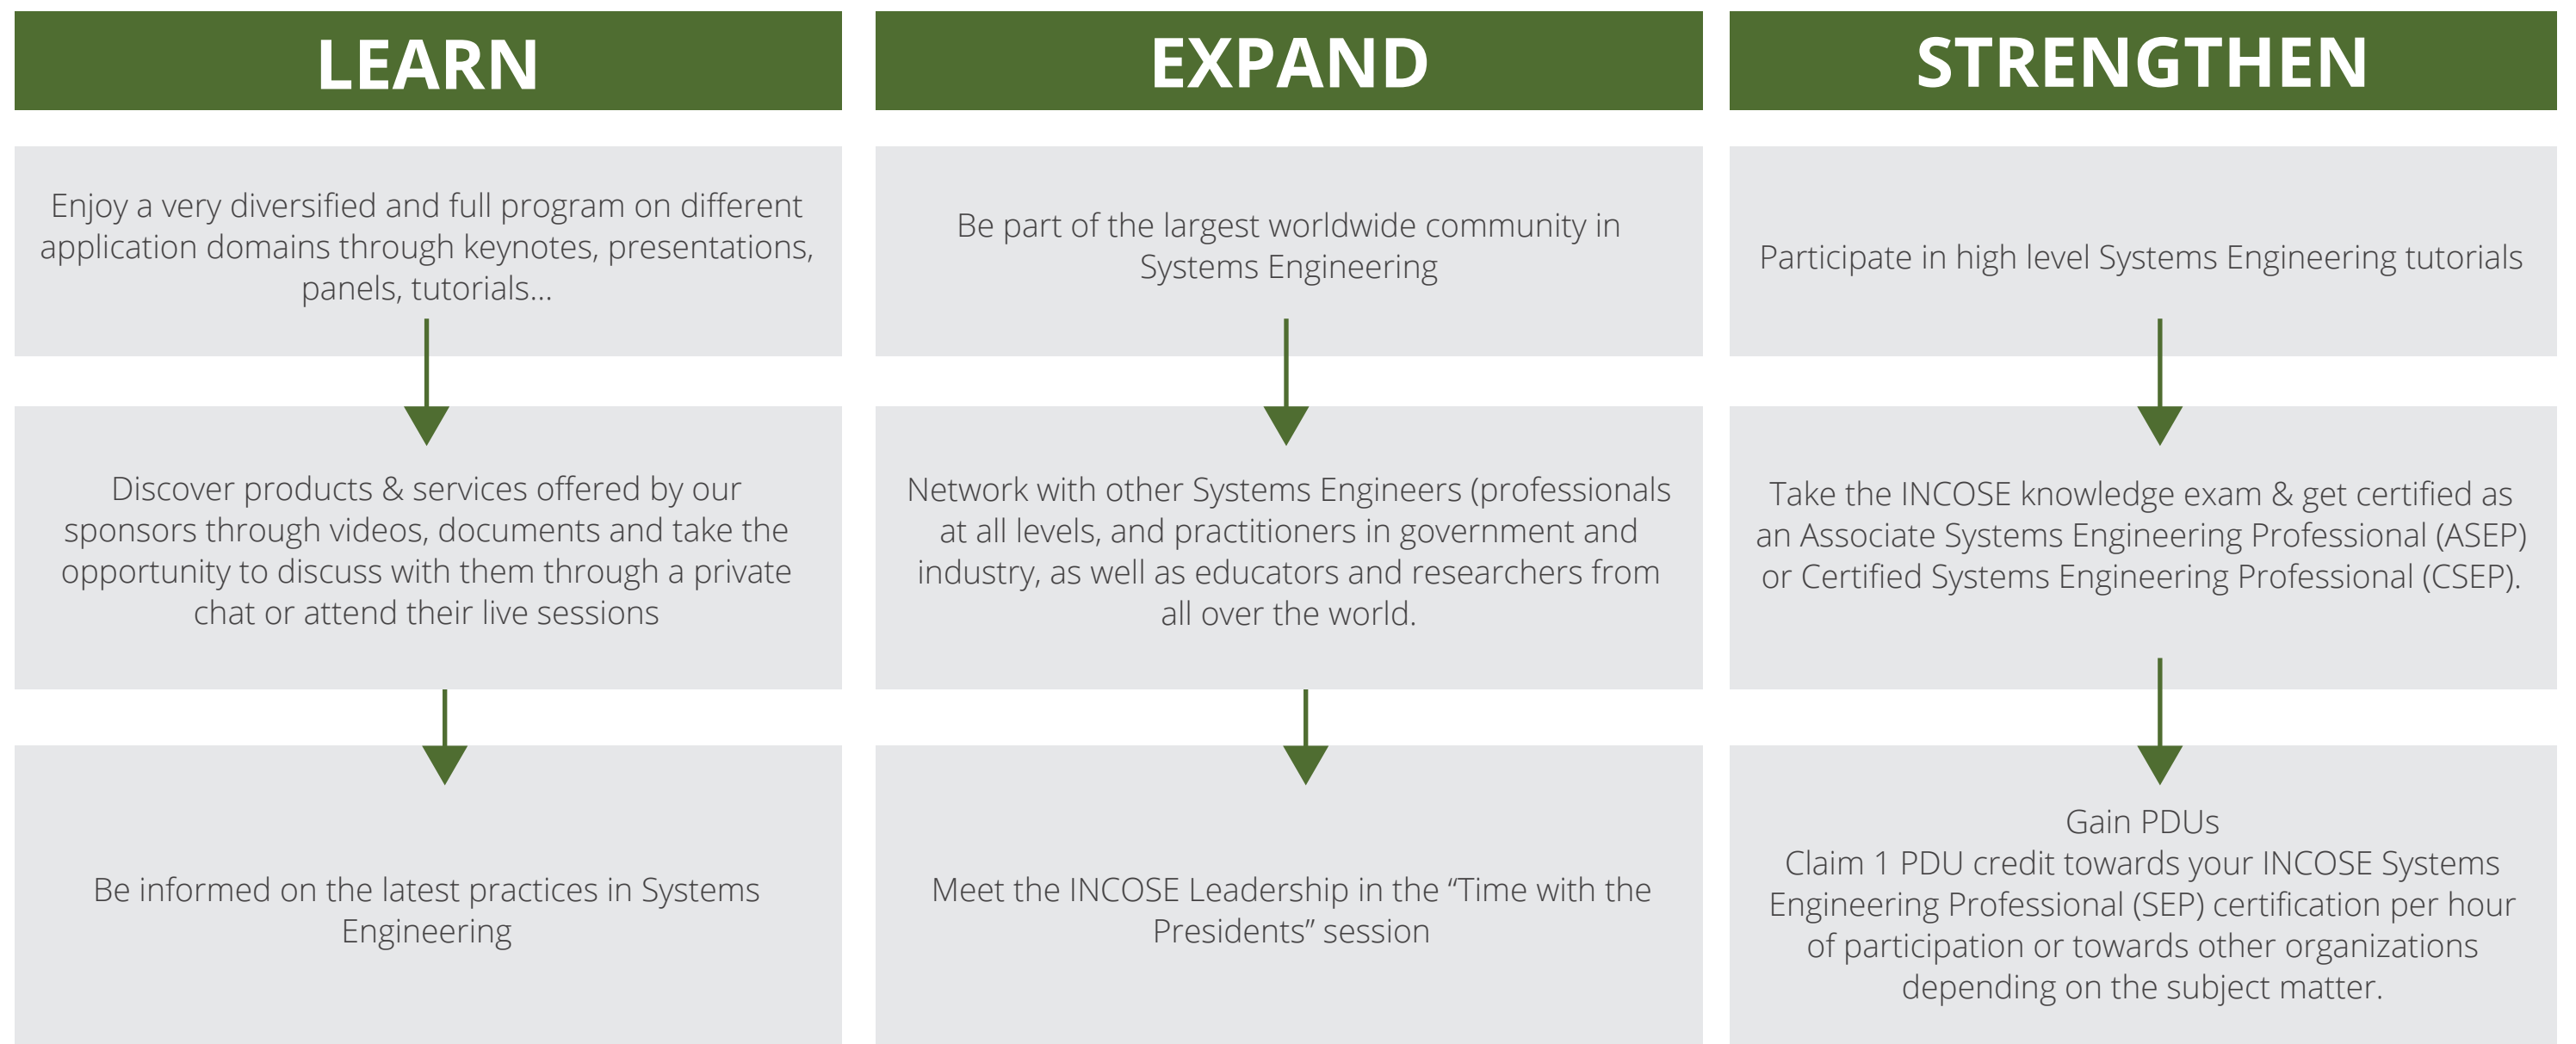 LEARN
Enjoy a very diversified and full program on different
application domains through keynotes, presentations,
panels, tutorials...
Discover products & services offered by our
sponsors through videos, documents and take the
opportunity to discuss with them through a private
chat or attend their live sessions
Be informed on the latest practices in Systems
Engineering
EXPAND
Be part of the largest worldwide community in
Systems Engineering
Network with other Systems Engineers (professionals
at all levels, and practitioners in government and
industry, as well as educators and researchers from
all over the world.
Meet the INCOSE Leadership in the “Time with the
Presidents” session
STRENGTHEN
Participate in high level Systems Engineering tutorials
Take the INCOSE knowledge exam & get certified as
an Associate Systems Engineering Professional (ASEP)
or Certified Systems Engineering Professional (CSEP).
Gain PDUs
Claim 1 PDU credit towards your INCOSE Systems
Engineering Professional (SEP) certification per hour
of participation or towards other organizations
depending on the subject matter.